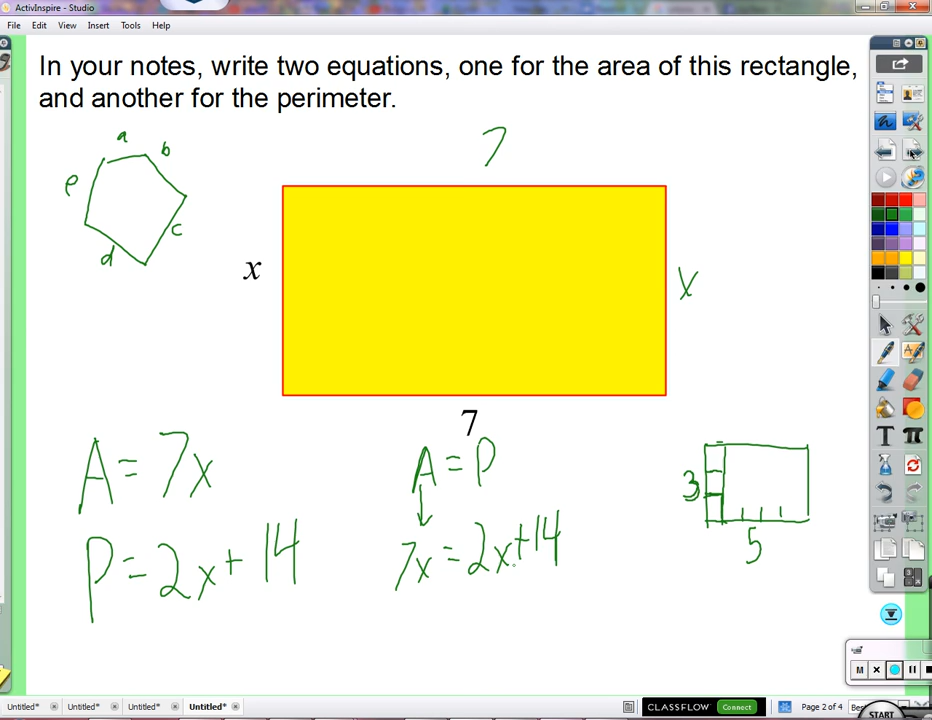 ActivInspire - Studio
File Edit View Insert Tools Help
In your notes, write two equations, one for the area of this rectangle,
and another for the perimeter.
a
b
e
c
d
7
x
x
7
A = 7x
P = 2x + 14
A = P
7x = 2x + 14
3
5
T π
Untitled* Untitled* Untitled* Untitled*
CLASSFLOW Connect
Page 2 of 4
Bes
M
START